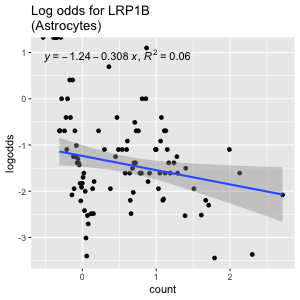 Log odds for LRP1B
(Astrocytes)
y = −1.24 − 0.308 x, R² = 0.06
1
0
-1
-2
-3
logodds
0
1
2
count